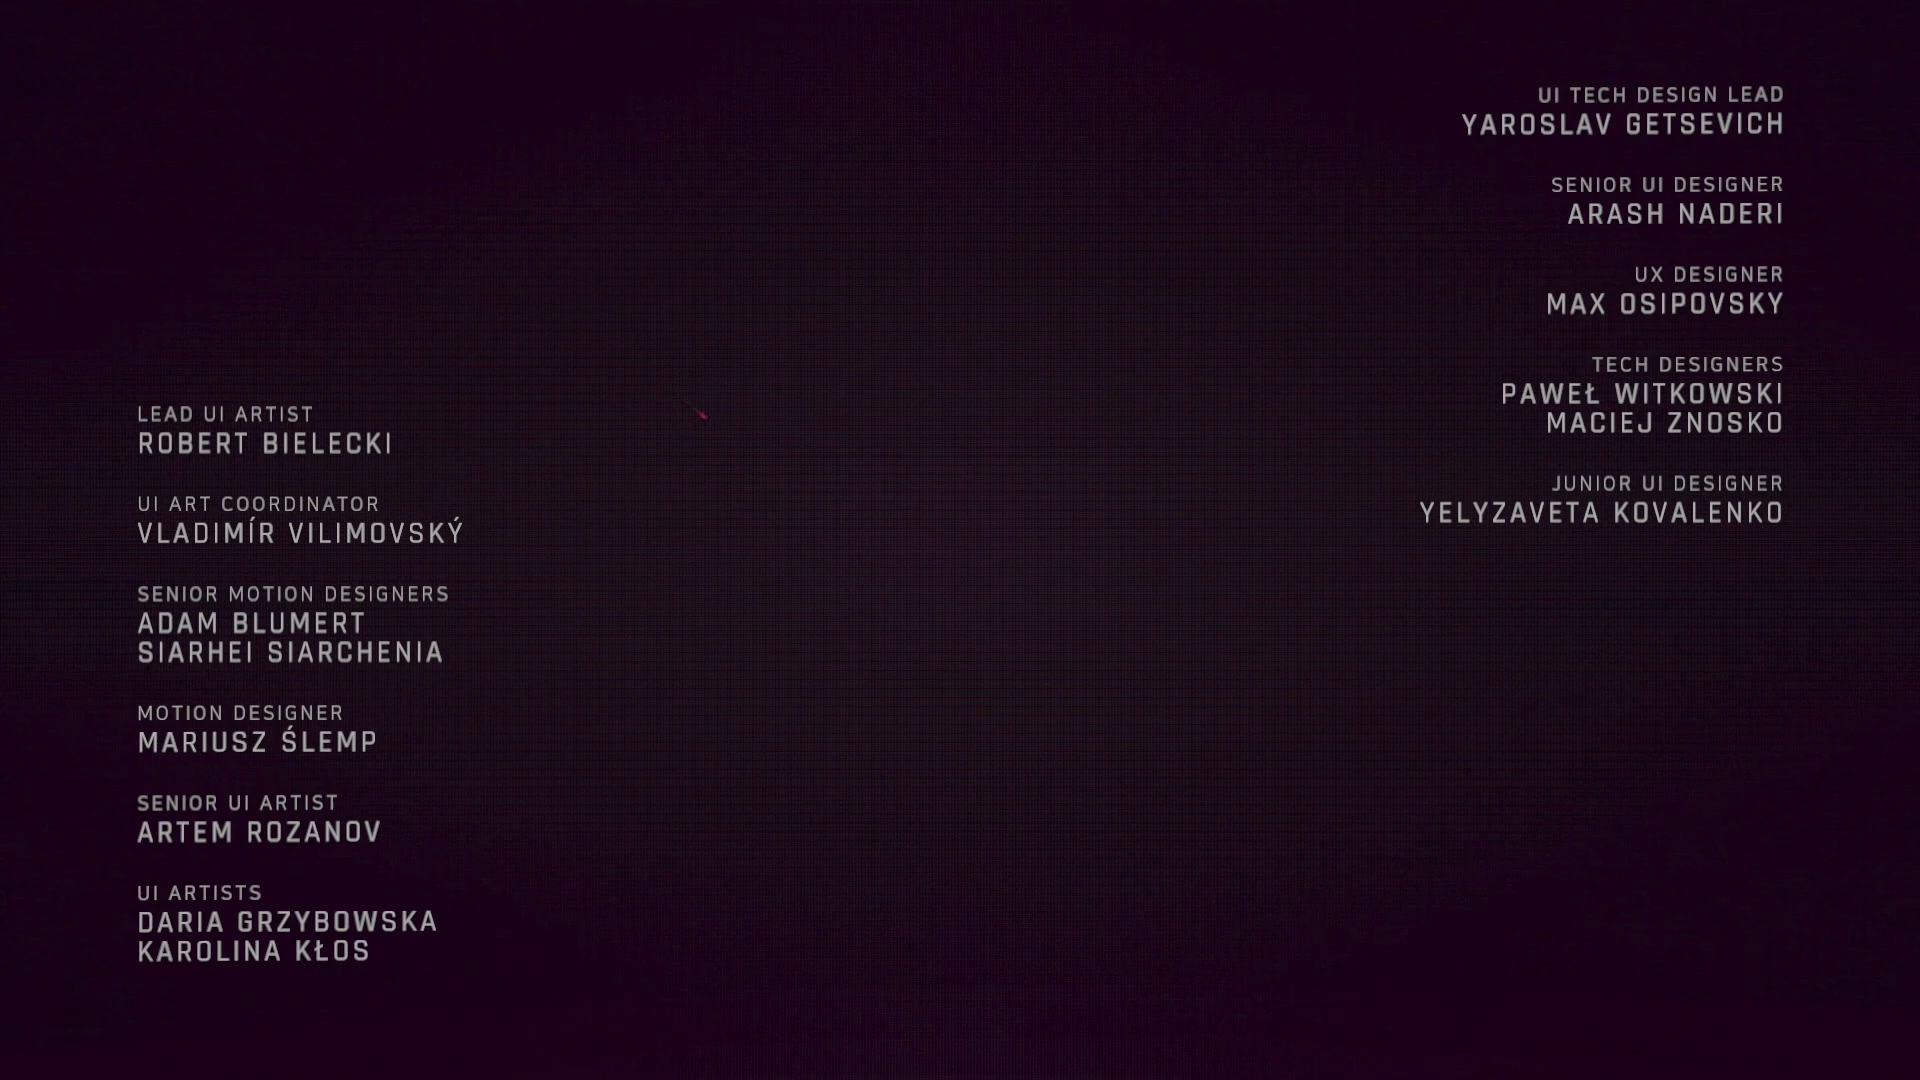 LEAD UI ARTIST
ROBERT BIELECKI
UI ART COORDINATOR
VLADIMÍR VILIMOVSKÝ
SENIOR MOTION DESIGNERS
ADAM BLUMERT
SIARHEI SIARCHENIA
MOTION DESIGNER
MARIUSZ ŚLEMP
SENIOR UI ARTIST
ARTEM ROZANOV
UI ARTISTS
DARIA GRZYBOWSKA
KAROLINA KŁOS
UI TECH DESIGN LEAD
YAROSLAV GETSEVICH
SENIOR UI DESIGNER
ARASH NADERI
UX DESIGNER
MAX OSIPOVSKY
TECH DESIGNERS
PAWEŁ WITKOWSKI
MACIEJ ZNOSKO
JUNIOR UI DESIGNER
YELYZAVETA KOVALENKO